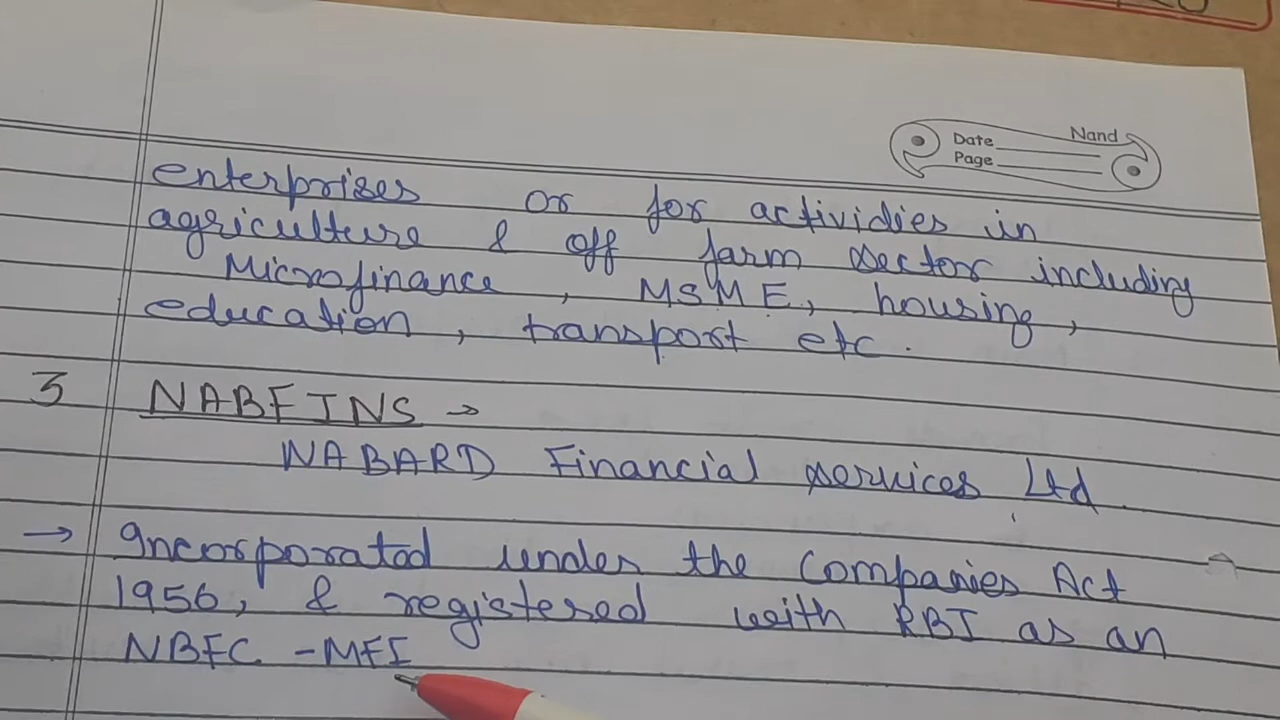 Date Nand
Page
enterprises or for actividies in
agriculture & off farm sector including
Microfinance, MSME, housing,
education, transport etc.
3 NABFINS →
NABARD Financial services Ltd
→ Incorporated under the Companies Act
1956, & registered with RBI as an
NBFC - MFI